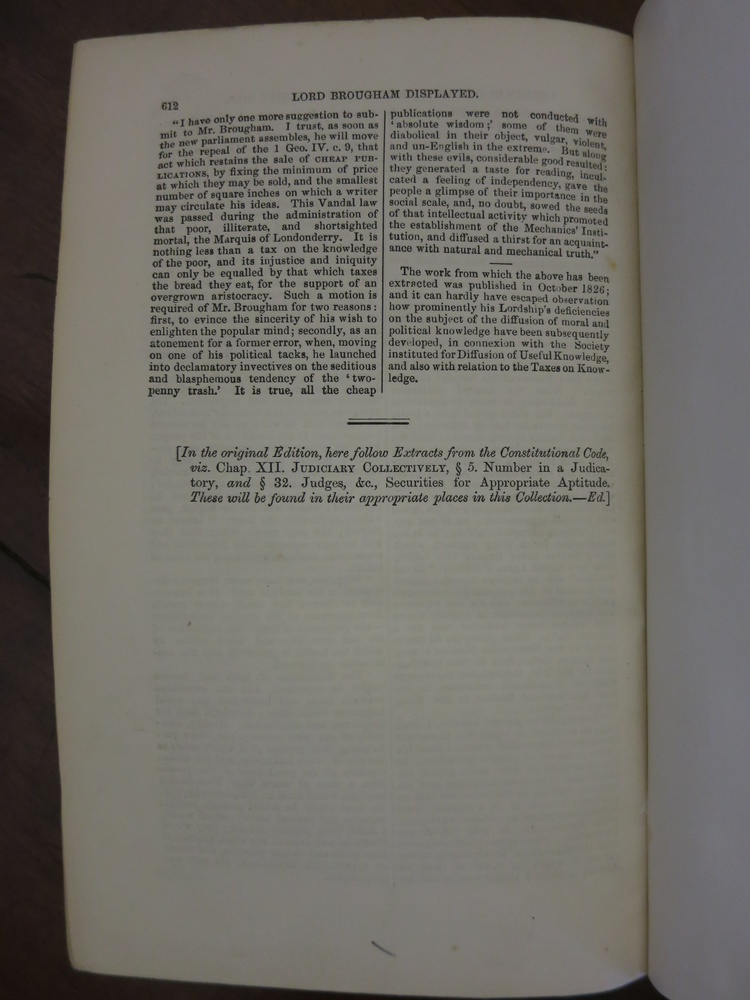 612
LORD BROUGHAM DISPLAYED.
“I have only one more suggestion to sub-
mit to Mr. Brougham. I trust, as soon as
the new parliament assembles, he will move
for the repeal of the 1 Geo. IV. c. 9, that
act which restains the sale of CHEAP PUB-
LICATIONS, by fixing the minimum of price
at which they may be sold, and the smallest
number of square inches on which a writer
may circulate his ideas. This Vandal law
was passed during the administration of
that poor, illiterate, and shortsighted
mortal, the Marquis of Londonderry. It is
nothing less than a tax on the knowledge
of the poor, and its injustice and iniquity
can only be equalled by that which taxes
the bread they eat, for the support of an
overgrown aristocracy. Such a motion is
required of Mr. Brougham for two reasons:
first, to evince the sincerity of his wish to
enlighten the popular mind; secondly, as an
atonement for a former error, when, moving
on one of his political tacks, he launched
into declamatory invectives on the seditious
and blasphemous tendency of the ‘two-
penny trash.’ It is true, all the cheap
publications were not conducted with
‘absolute wisdom;’ some of them were
diabolical in their object, vulgar, violent,
and un-English in the extreme. But along
with these evils, considerable good resulted:
they generated a taste for reading, incul-
cated a feeling of independency, gave the
people a glimpse of their importance in the
social scale, and, no doubt, sowed the seeds
of that intellectual activity which promoted
the establishment of the Mechanics' Insti-
tution, and diffused a thirst for an acquaint-
ance with natural and mechanical truth.”
The work from which the above has been
extracted was published in October 1826;
and it can hardly have escaped observation
how prominently his Lordship's deficiencies
on the subject of the diffusion of moral and
political knowledge have been subsequently
developed, in connexion with the Society
instituted for Diffusion of Useful Knowledge,
and also with relation to the Taxes on Know-
ledge.
[In the original Edition, here follow Extracts from the Constitutional Code,
viz. Chap. XII. JUDICIARY COLLECTIVELY, § 5. Number in a Judica-
tory, and § 32. Judges, &c., Securities for Appropriate Aptitude.
These will be found in their appropriate places in this Collection.—Ed.]